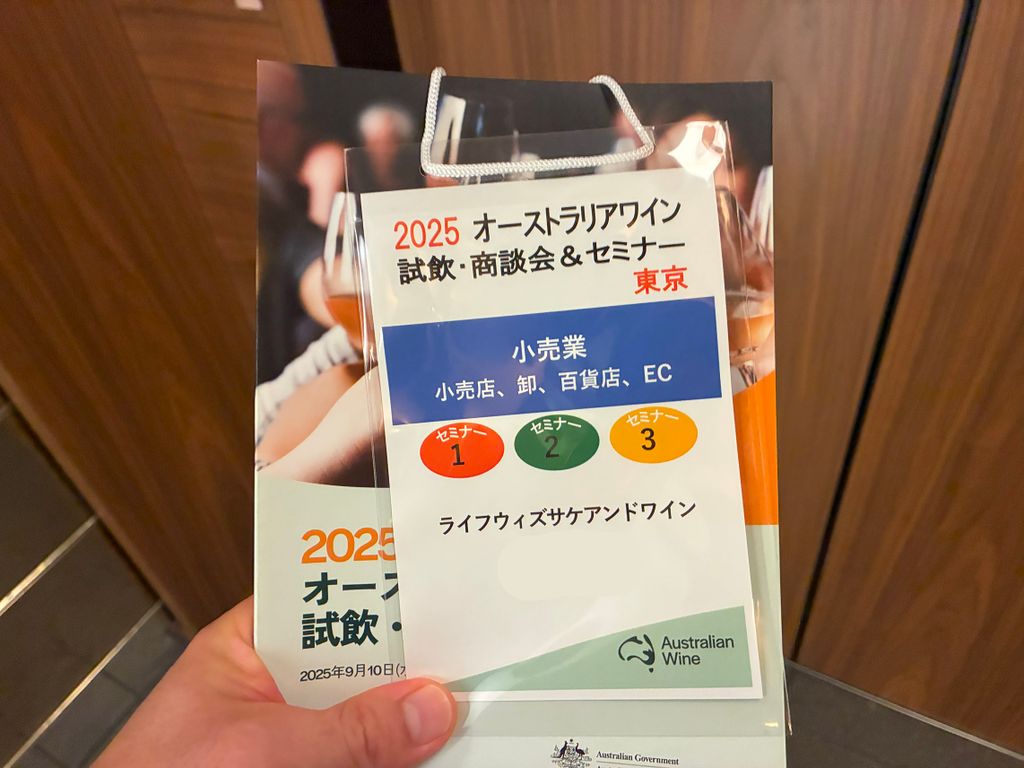 2025 オーストラリアワイン
試飲・商談会＆セミナー
東京
小売業
小売店、卸、百貨店、EC
セミナー
1
セミナー
2
セミナー
3
ライフウィズサケアンドワイン
Australian
Wine
2025
オース
試飲・
2025年9月10日(水
Australian Government